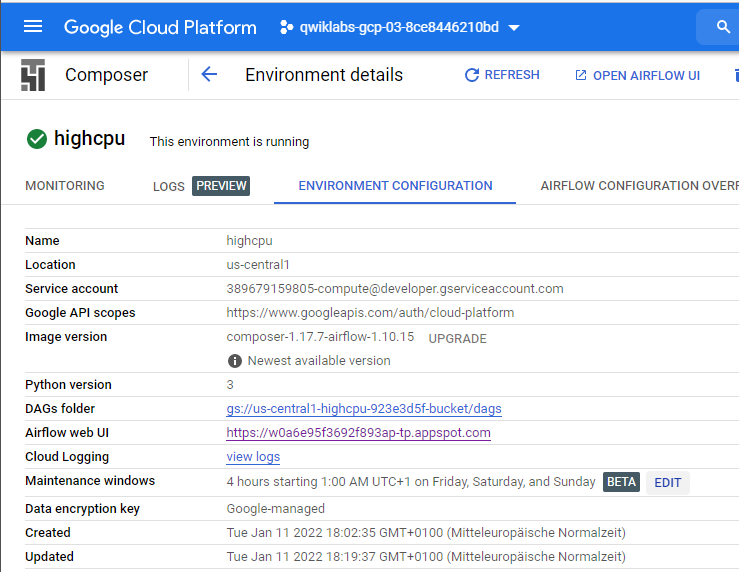 Google Cloud Platform qwiklabs-gcp-03-8ce8446210bd
Composer Environment details REFRESH OPEN AIRFLOW UI
highcpu This environment is running
MONITORING LOGS PREVIEW ENVIRONMENT CONFIGURATION AIRFLOW CONFIGURATION OVERR
Name highcpu
Location us-central1
Service account 389679159805-compute@developer.gserviceaccount.com
Google API scopes https://www.googleapis.com/auth/cloud-platform
Image version composer-1.17.7-airflow-1.10.15 UPGRADE
Newest available version
Python version 3
DAGs folder gs://us-central1-highcpu-923e3d5f-bucket/dags
Airflow web UI https://w0a6e95f3692f893ap-tp.appspot.com
Cloud Logging view logs
Maintenance windows 4 hours starting 1:00 AM UTC+1 on Friday, Saturday, and Sunday BETA EDIT
Data encryption key Google-managed
Created Tue Jan 11 2022 18:02:35 GMT+0100 (Mitteleuropäische Normalzeit)
Updated Tue Jan 11 2022 18:19:37 GMT+0100 (Mitteleuropäische Normalzeit)